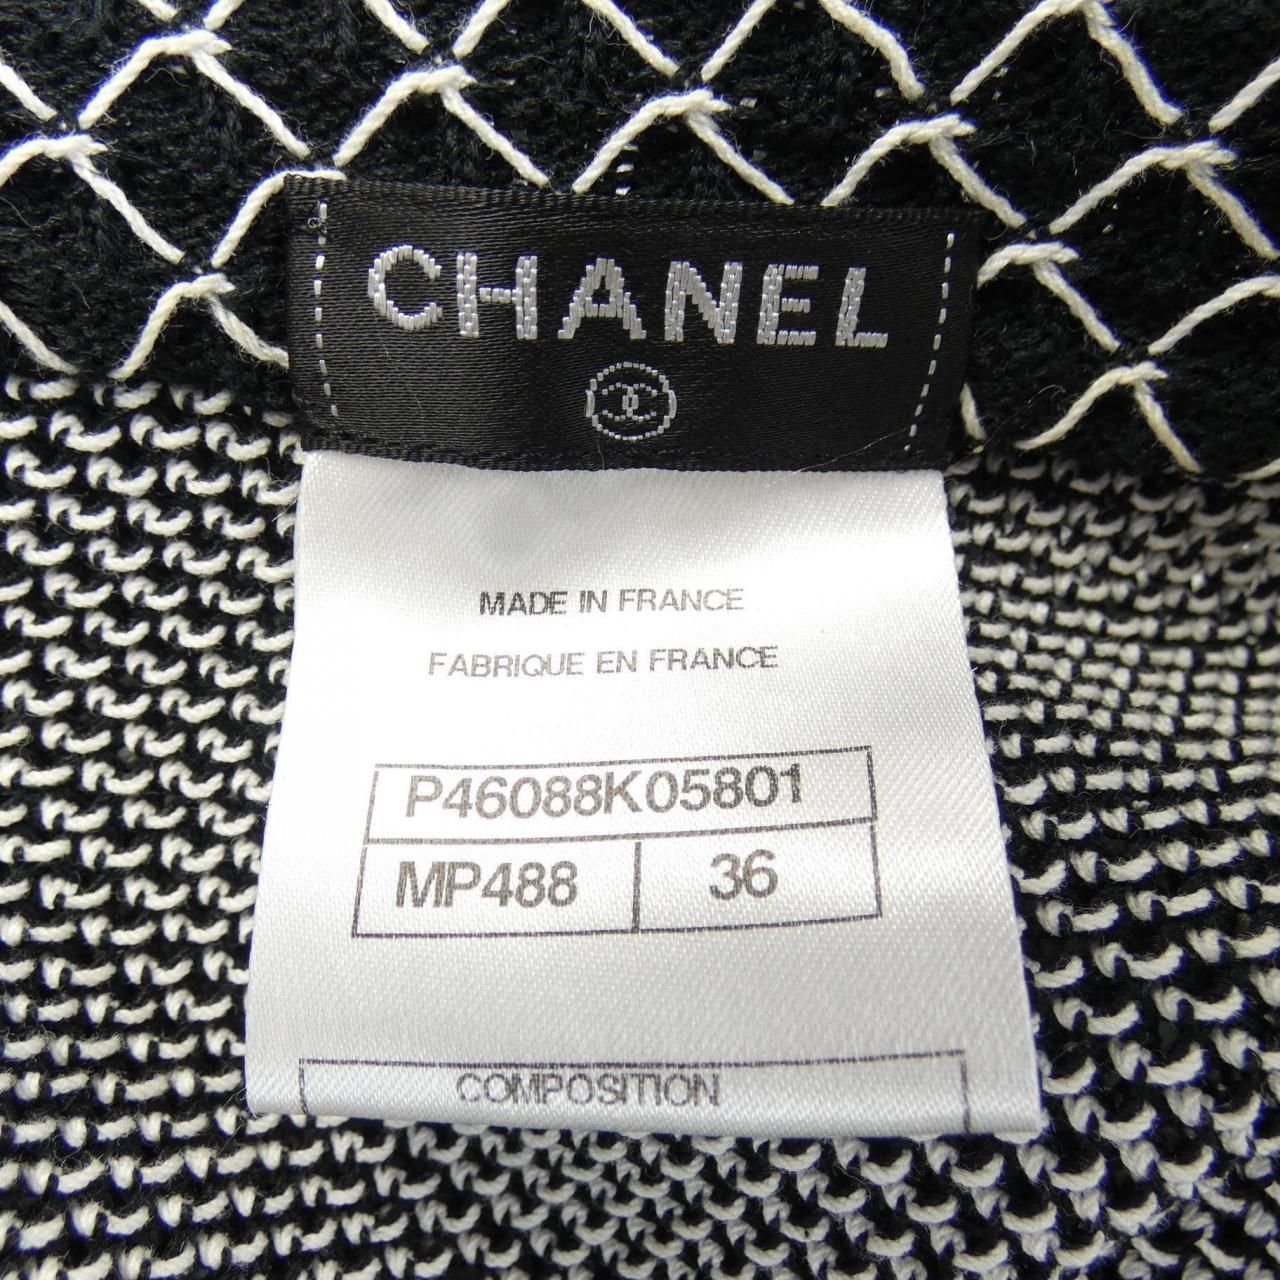 CHANEL
MADE IN FRANCE
FABRIQUE EN FRANCE
P46088K05801
MP488 36
COMPOSITION